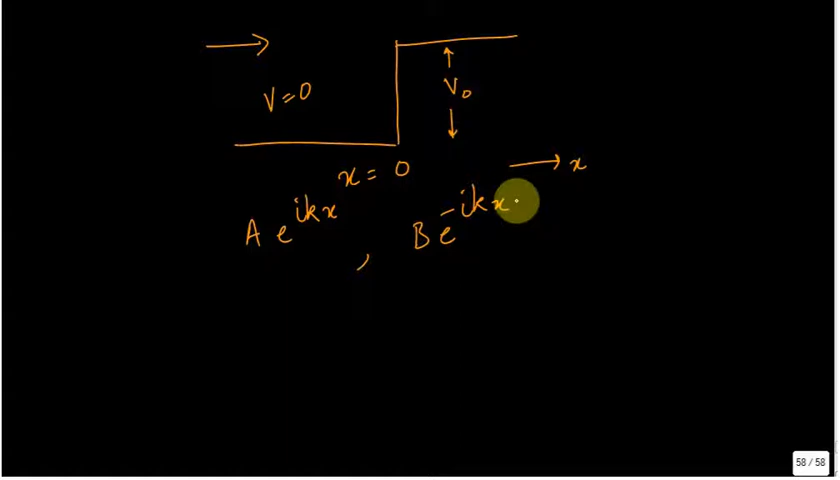 V = 0
V₀
x = 0
x
A e^{ikx} , B e^{-ikx}
58 / 58